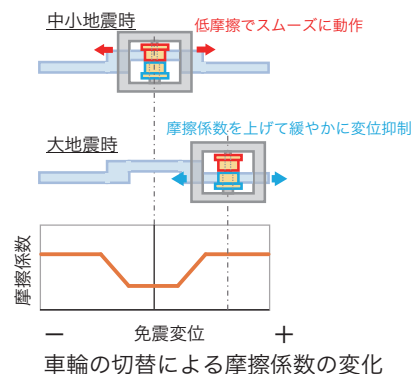 中小地震時
低摩擦でスムーズに動作
摩擦係数を上げて緩やかに変位抑制
大地震時
摩擦係数
− 免震変位 +
車輪の切替による摩擦係数の変化